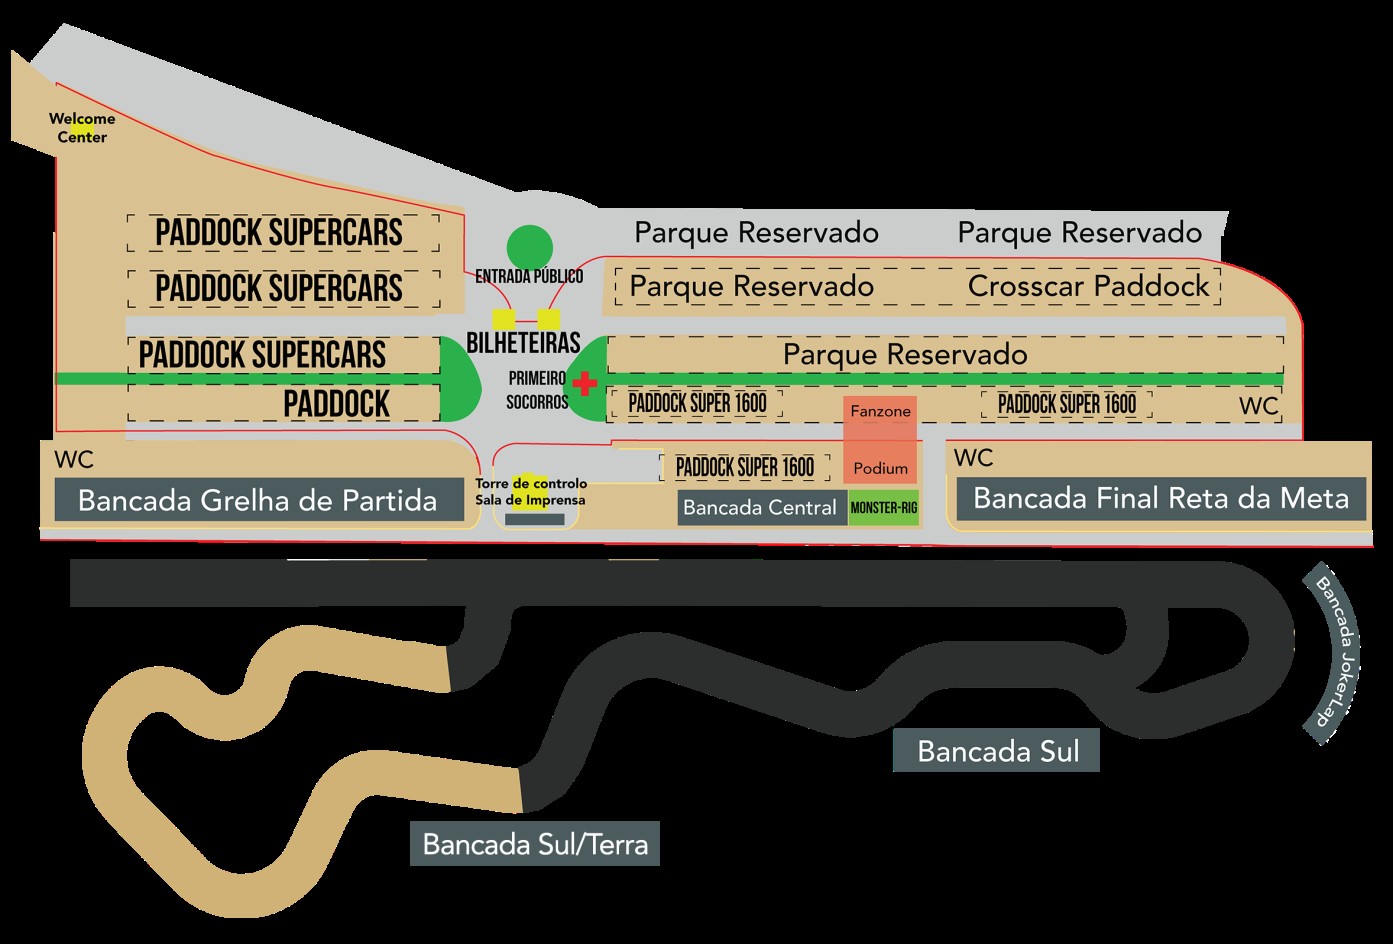 Welcome
Center
PADDOCK SUPERCARS
Parque Reservado
Parque Reservado
ENTRADA PÚBLICO
PADDOCK SUPERCARS
Parque Reservado
Crosscar Paddock
BILHETEIRAS
PADDOCK SUPERCARS
Parque Reservado
PRIMEIRO
SOCORROS
PADDOCK
PADDOCK SUPER 1600
Fanzone
PADDOCK SUPER 1600
WC
WC
Torre de controlo
Sala de Imprensa
PADDOCK SUPER 1600
Podium
WC
Bancada Grelha de Partida
Bancada Central
MONSTER-RIG
Bancada Final Reta da Meta
Bancada JokerLap
Bancada Sul
Bancada Sul/Terra